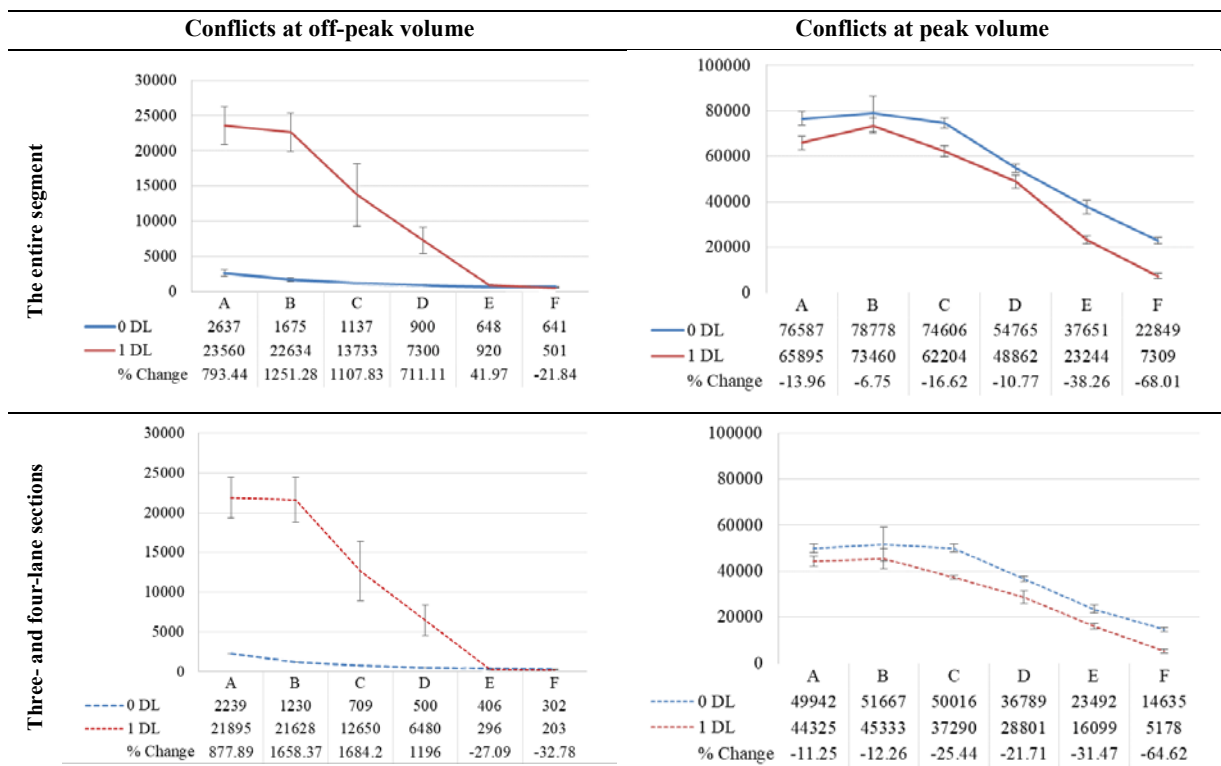 Conflicts at off-peak volume
Conflicts at peak volume
The entire segment
30000
25000
20000
15000
10000
5000
0
A B C D E F
0 DL 2637 1675 1137 900 648 641
1 DL 23560 22634 13733 7300 920 501
% Change 793.44 1251.28 1107.83 711.11 41.97 -21.84
100000
80000
60000
40000
20000
0
A B C D E F
0 DL 76587 78778 74606 54765 37651 22849
1 DL 65895 73460 62204 48862 23244 7309
% Change -13.96 -6.75 -16.62 -10.77 -38.26 -68.01
Three- and four-lane sections
30000
25000
20000
15000
10000
5000
0
A B C D E F
0 DL 2239 1230 709 500 406 302
1 DL 21895 21628 12650 6480 296 203
% Change 877.89 1658.37 1684.2 1196 -27.09 -32.78
100000
80000
60000
40000
20000
0
A B C D E F
0 DL 49942 51667 50016 36789 23492 14635
1 DL 44325 45333 37290 28801 16099 5178
% Change -11.25 -12.26 -25.44 -21.71 -31.47 -64.62